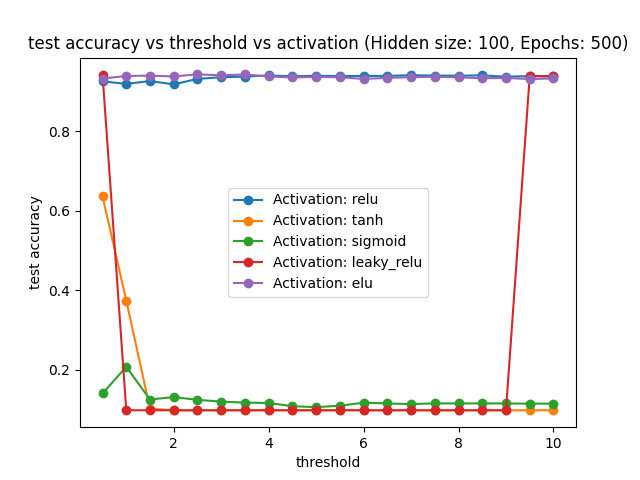 test accuracy vs threshold vs activation (Hidden size: 100, Epochs: 500)
0.8
0.6
0.4
0.2
test accuracy
Activation: relu
Activation: tanh
Activation: sigmoid
Activation: leaky_relu
Activation: elu
2 4 6 8 10
threshold